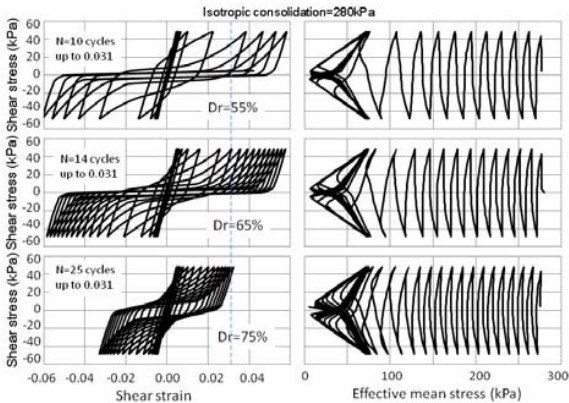 Isotropic consolidation=280kPa
Shear stress (kPa)
60
40
20
0
-20
-40
-60
N=10 cycles
up to 0.031
Dr=55%
Shear stress (kPa)
60
40
20
0
-20
-40
-60
N=14 cycles
up to 0.031
Dr=65%
Shear stress (kPa)
60
40
20
0
20
40
60
N=25 cycles
up to 0.031
Dr=75%
-0.06 -0.04 -0.02 0.00 0.02 0.04
Shear strain
0 50 100 150 200 250 300
Effective mean stress (kPa)